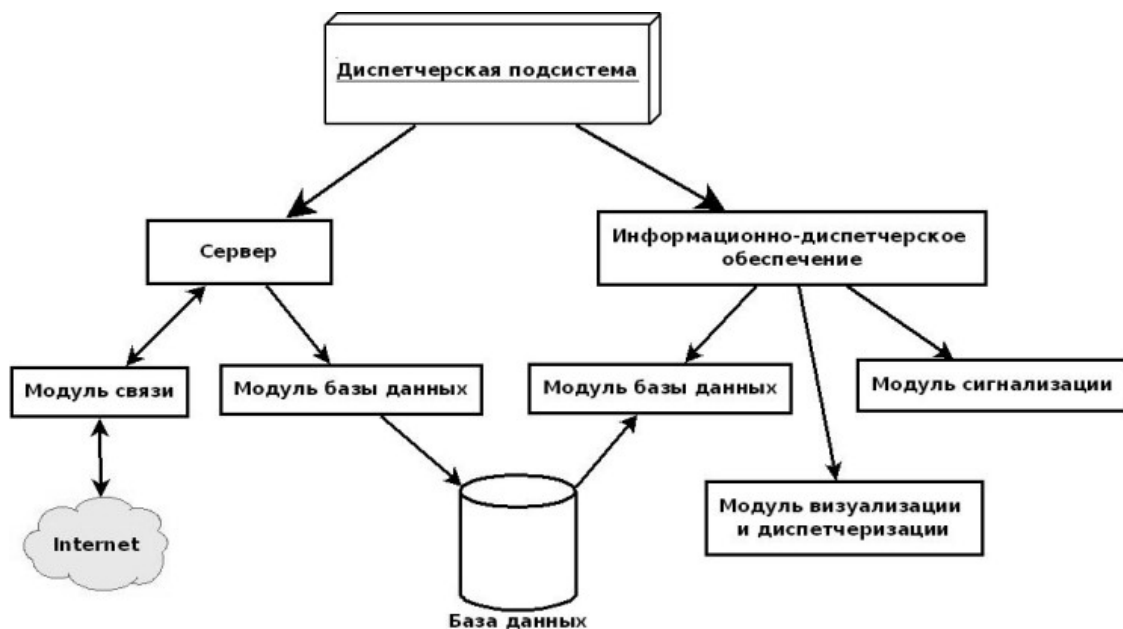 Диспетчерская подсистема
Сервер
Информационно-диспетчерское
обеспечение
Модуль связи
Модуль базы данных
Модуль базы данных
Модуль сигнализации
Internet
Модуль визуализации
и диспетчеризации
База данных